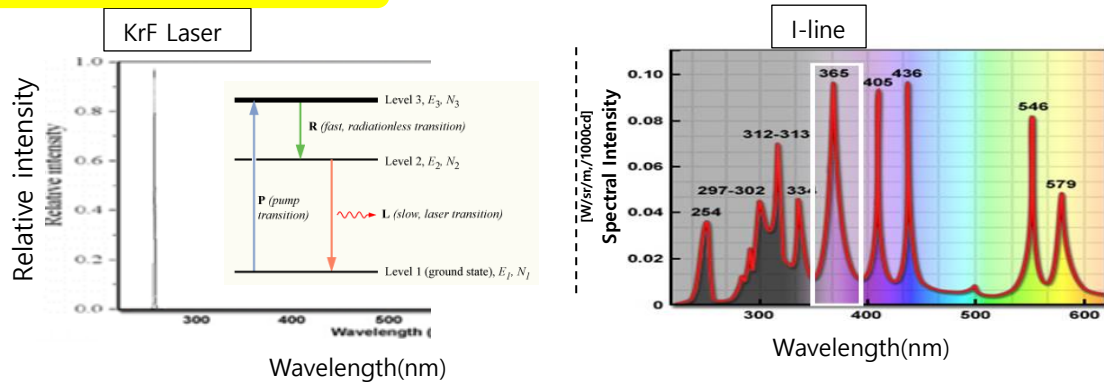 KrF Laser
Relative intensity
Relative intensity
1.0
0.8
0.6
0.4
0.2
0.0
300
400
500
Wavelength (
Wavelength(nm)
Level 3, E3, N3
R (fast, radiationless transition)
Level 2, E2, N2
P (pump
transition)
L (slow, laser transition)
Level 1 (ground state), E1, N1
I-line
[W/sr/m,/1000cd]
Spectral Intensity
0.10
0.08
0.06
0.04
0.02
0
254
297-302
312-313
334
365
405
436
546
579
300
400
500
600
Wavelength(nm)